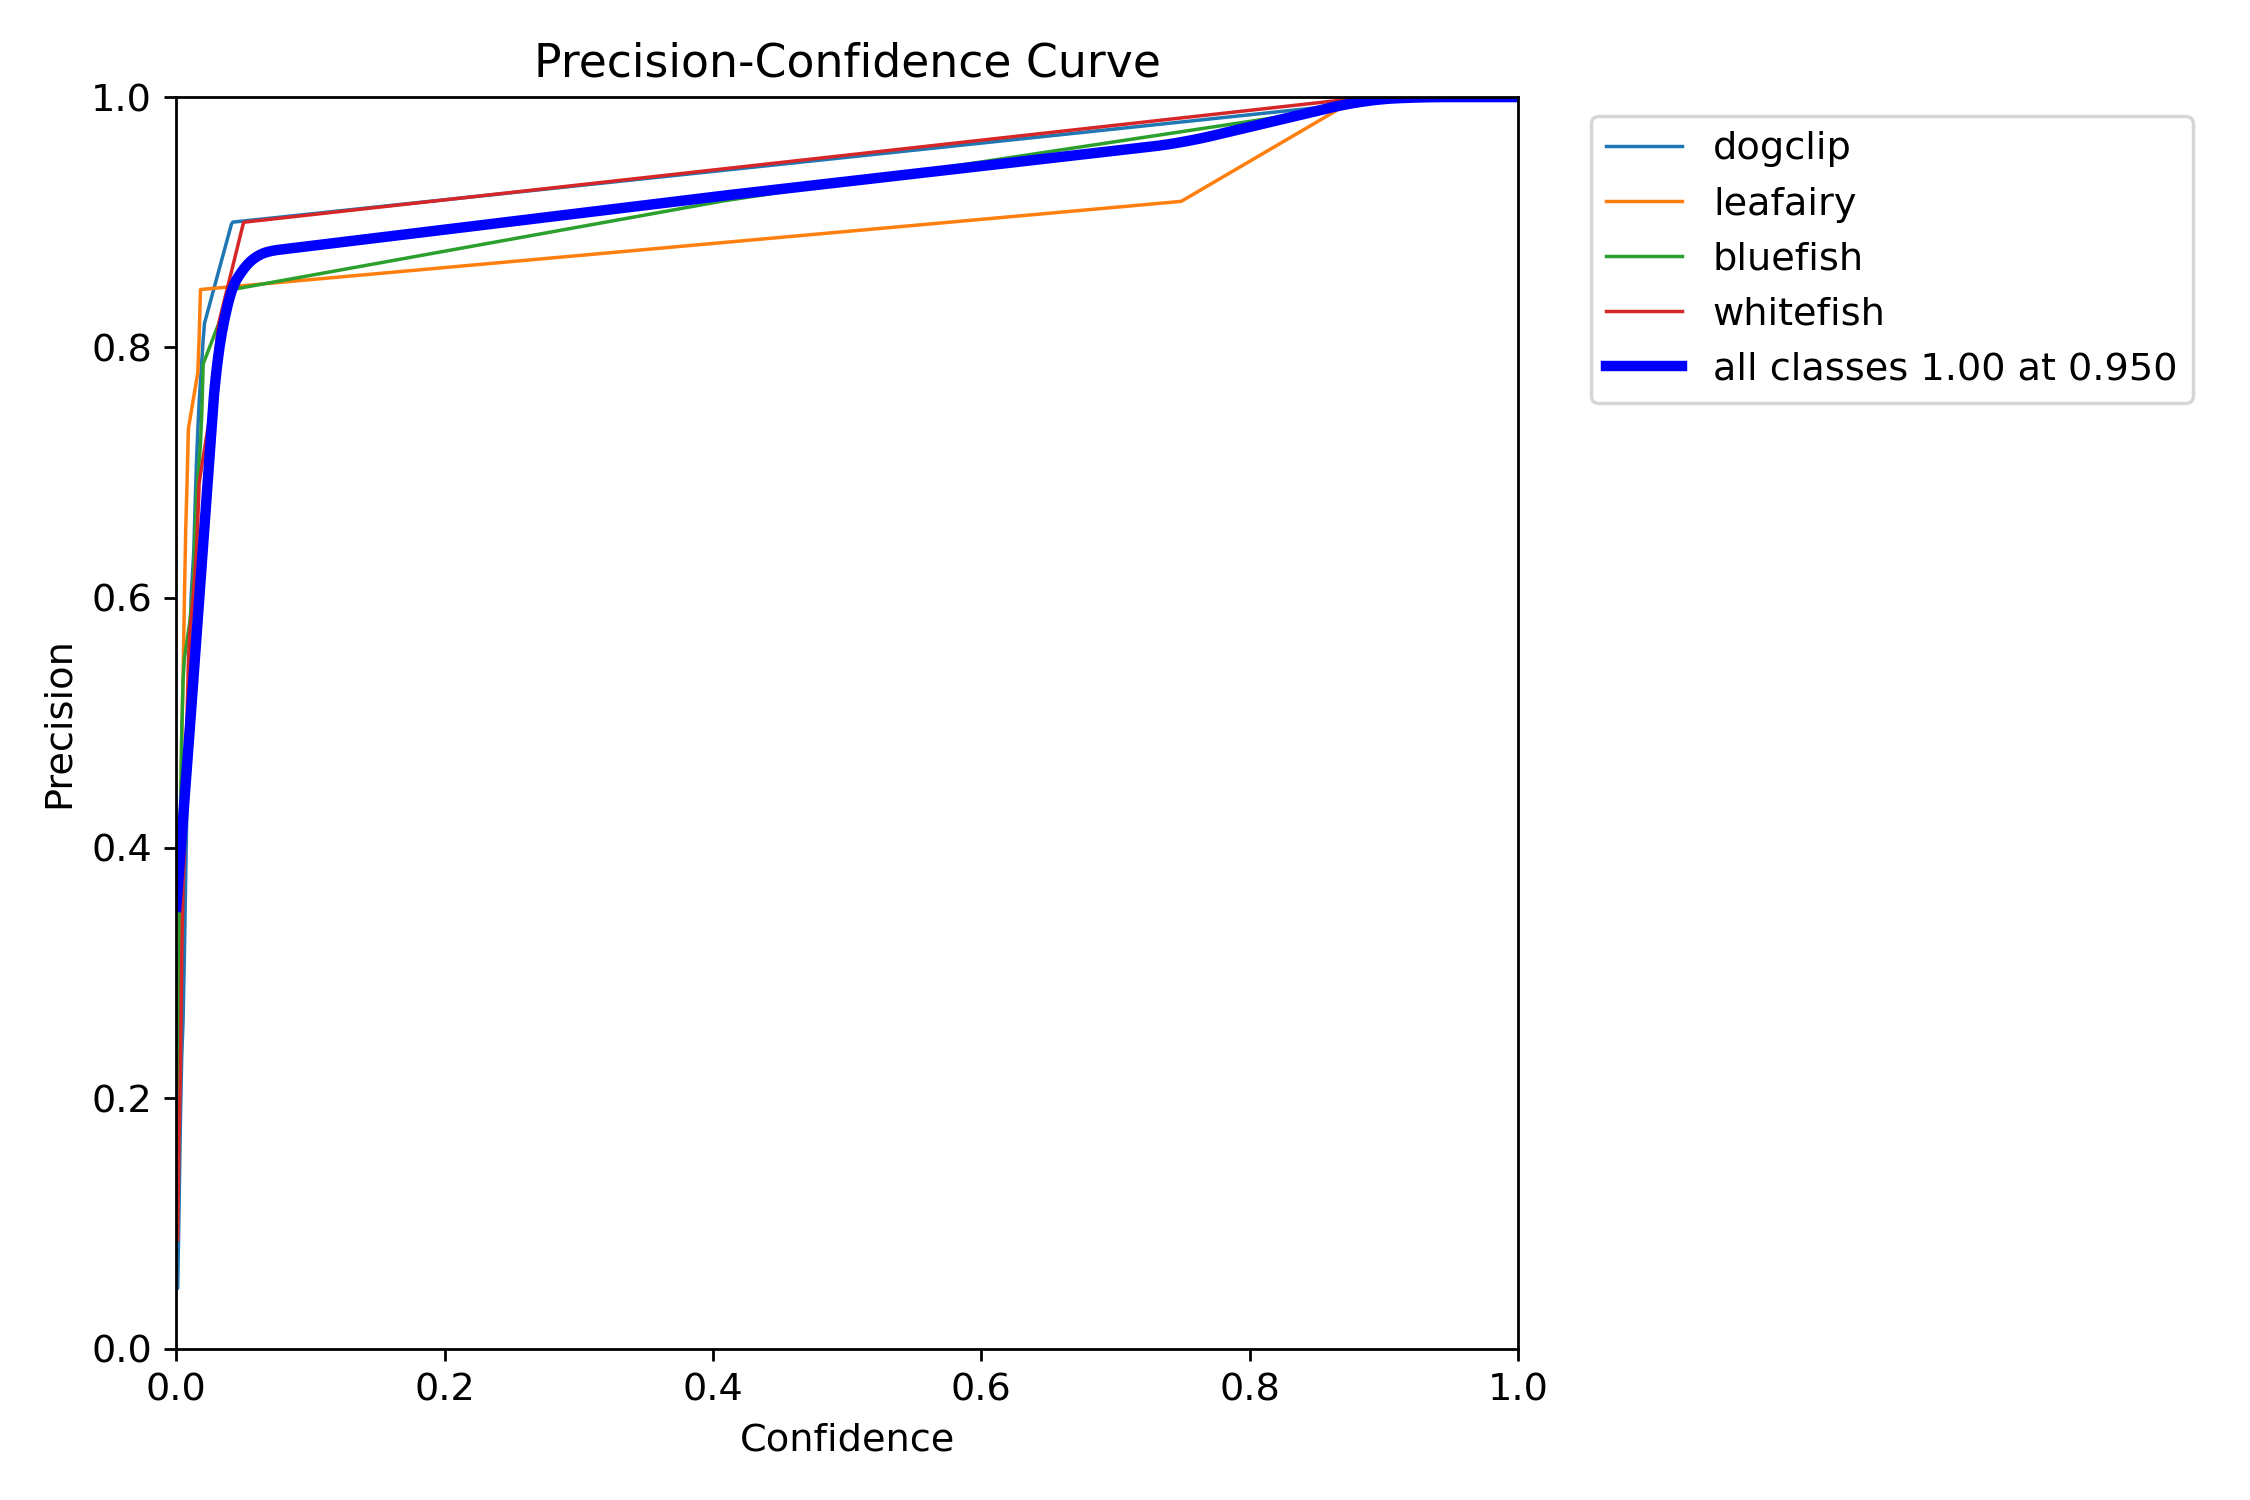 Precision-Confidence Curve
1.0
0.8
0.6
0.4
0.2
0.0
Precision
0.0 0.2 0.4 0.6 0.8 1.0
Confidence
dogclip
leafairy
bluefish
whitefish
all classes 1.00 at 0.950